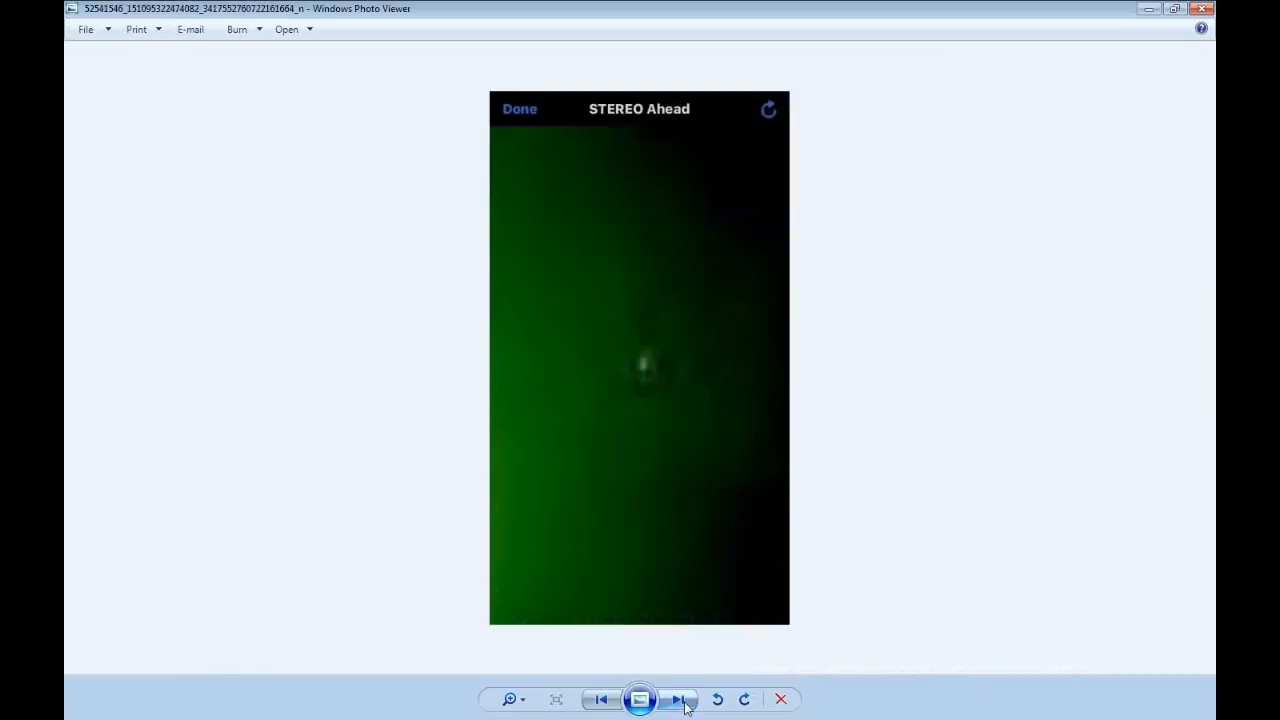 52541546_151095322474082_3417552760722161664_n - Windows Photo Viewer
File Print E-mail Burn Open
Done STEREO Ahead